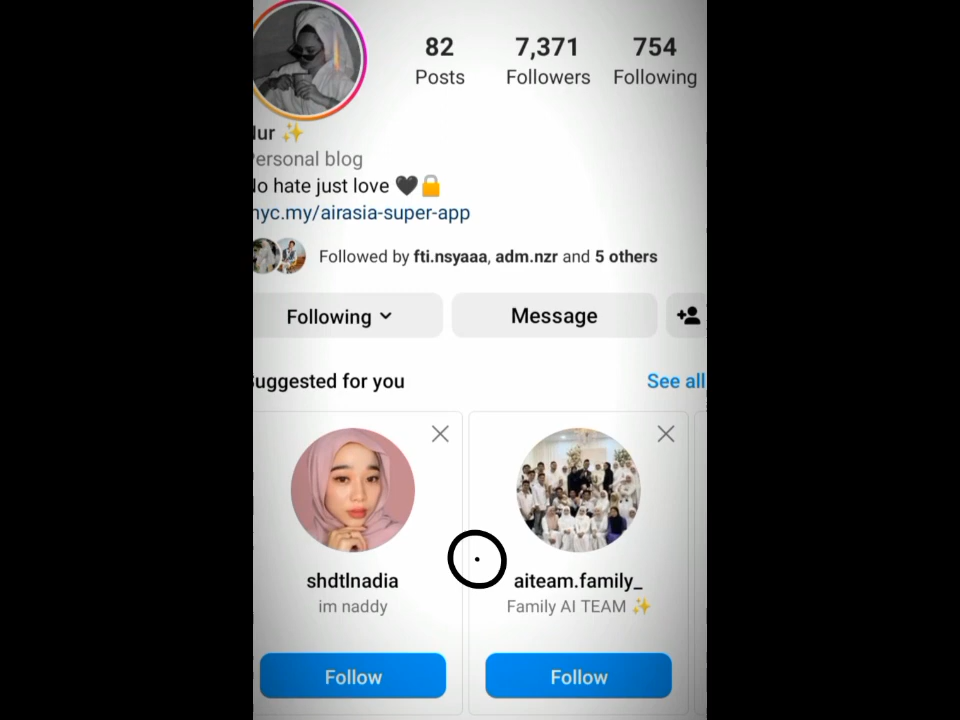 82 7,371 754
Posts Followers Following
ur ✨
ersonal blog
o hate just love 🖤🔒
nyc.my/airasia-super-app
Followed by fti.nsyaaa, adm.nzr and 5 others
Following Message
uggested for you See all
shdtlnadia aiteam.family_
im naddy Family AI TEAM ✨
Follow Follow